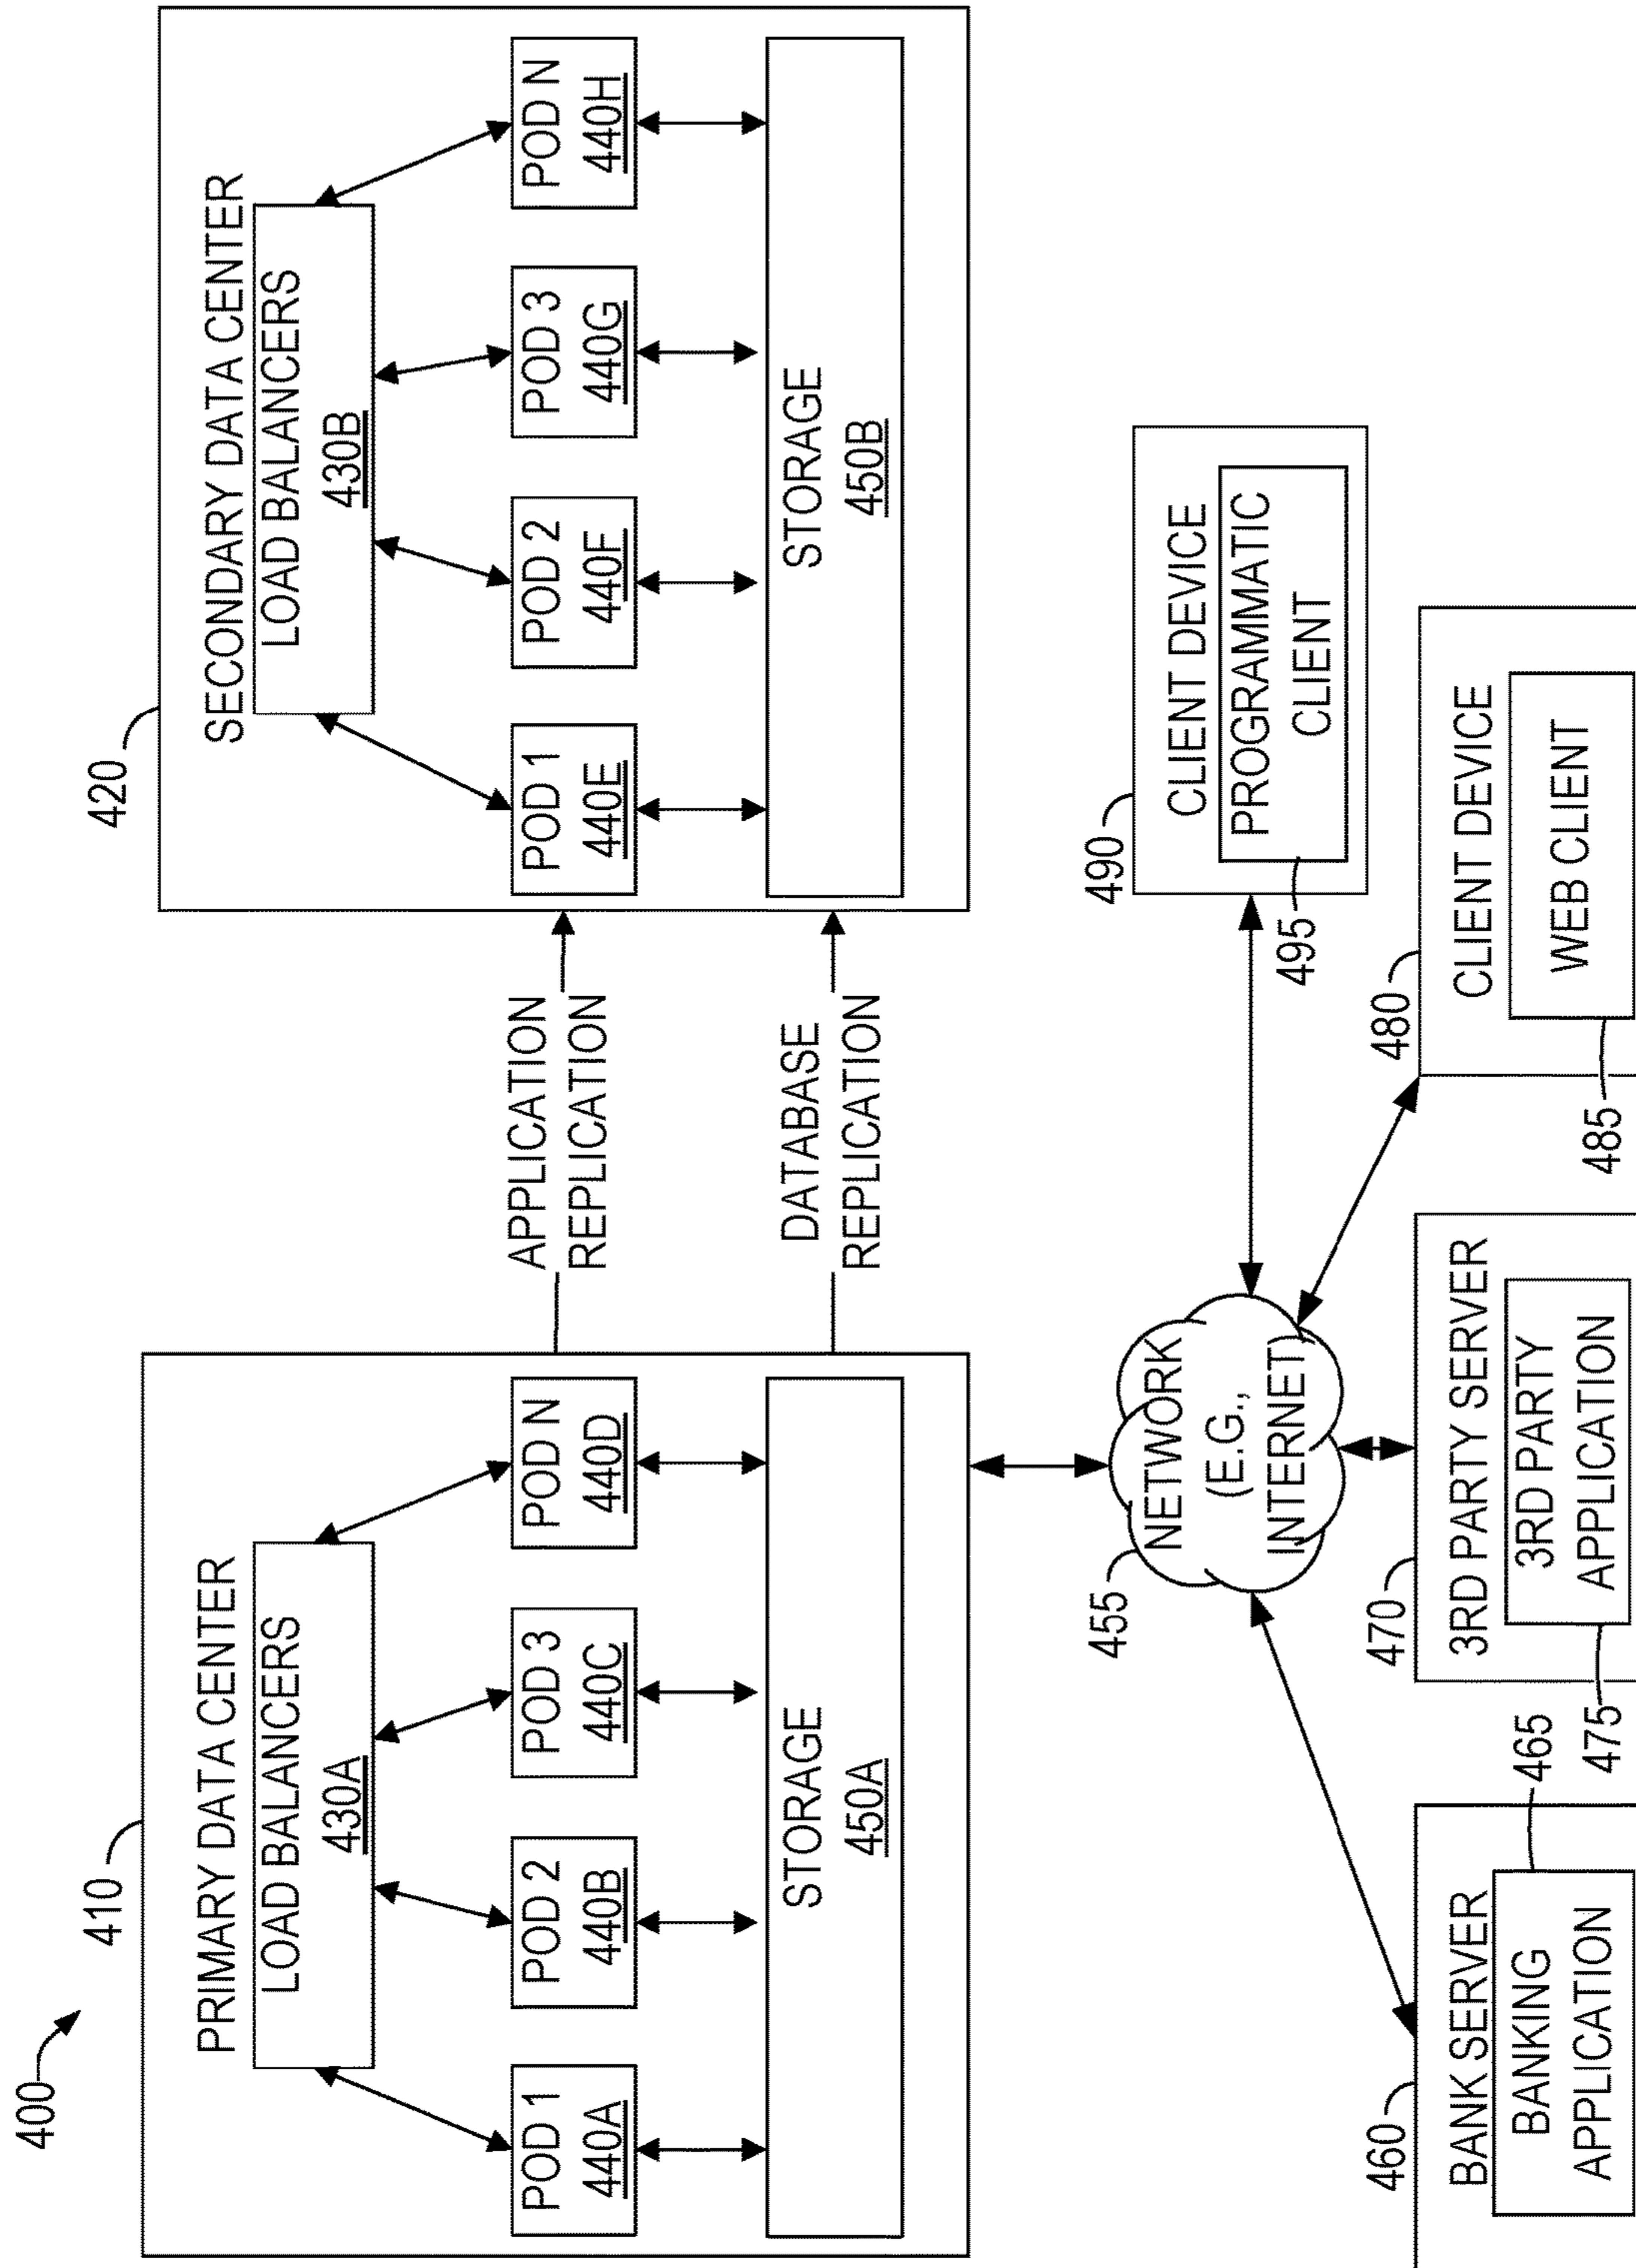 400
410
PRIMARY DATA CENTER
LOAD BALANCERS
430A
POD 1
440A
POD 2
440B
POD 3
440C
POD N
440D
STORAGE
450A
APPLICATION
REPLICATION
DATABASE
REPLICATION
420
SECONDARY DATA CENTER
LOAD BALANCERS
430B
POD 1
440E
POD 2
440F
POD 3
440G
POD N
440H
STORAGE
450B
455
NETWORK
(E.G.,
INTERNET)
460
BANK SERVER
BANKING
APPLICATION
465
470
3RD PARTY SERVER
3RD PARTY
APPLICATION
475
480
CLIENT DEVICE
WEB CLIENT
485
490
CLIENT DEVICE
PROGRAMMATIC
CLIENT
495